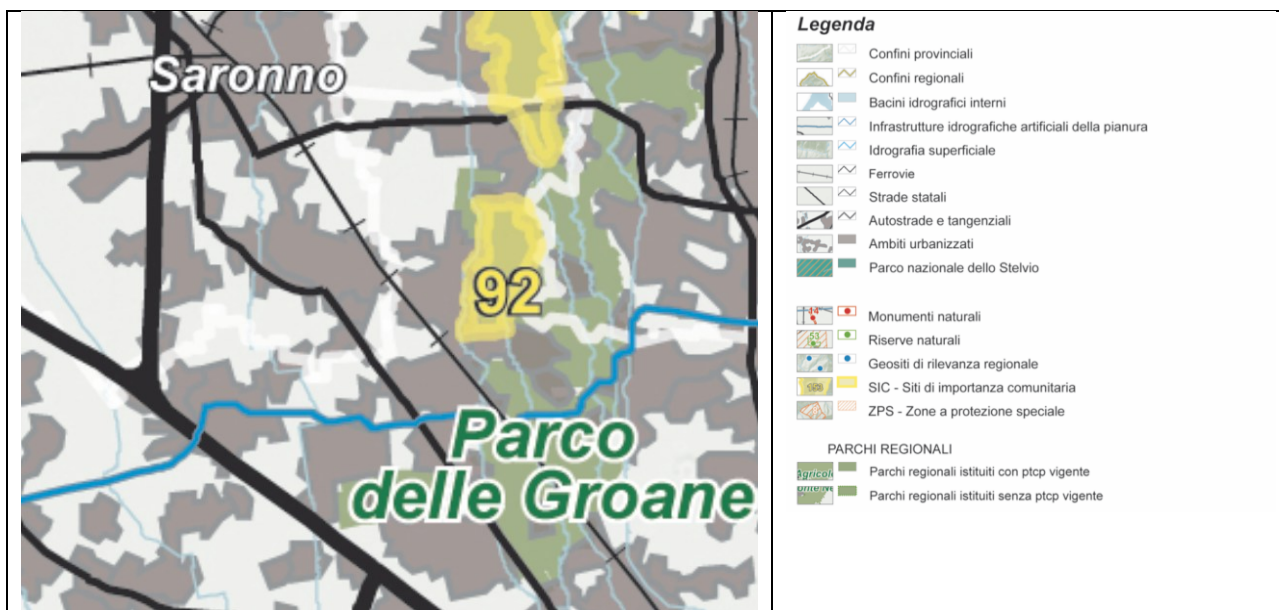 Saronno
92
Parco
delle Groane
Legenda
Confini provinciali
Confini regionali
Bacini idrografici interni
Infrastrutture idrografiche artificiali della pianura
Idrografia superficiale
Ferrovie
Strade statali
Autostrade e tangenziali
Ambiti urbanizzati
Parco nazionale dello Stelvio
Monumenti naturali
Riserve naturali
Geositi di rilevanza regionale
SIC - Siti di importanza comunitaria
ZPS - Zone a protezione speciale
PARCHI REGIONALI
Parchi regionali istituiti con ptcp vigente
Parchi regionali istituiti senza ptcp vigente